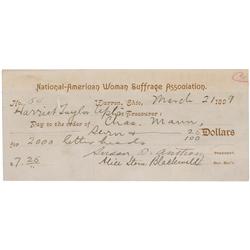 National-American Woman Suffrage Association.
No. 50 Warren, Ohio, March 21 1889
Harriet Taylor Upton Treasurer:
Pay to the order of Chas. Mann,
Seven & 25/100 Dollars
for 2000 letter heads
$7.25 Susan B. Anthony PRESIDENT
Alice Stone Blackwell REC. SEC'Y.